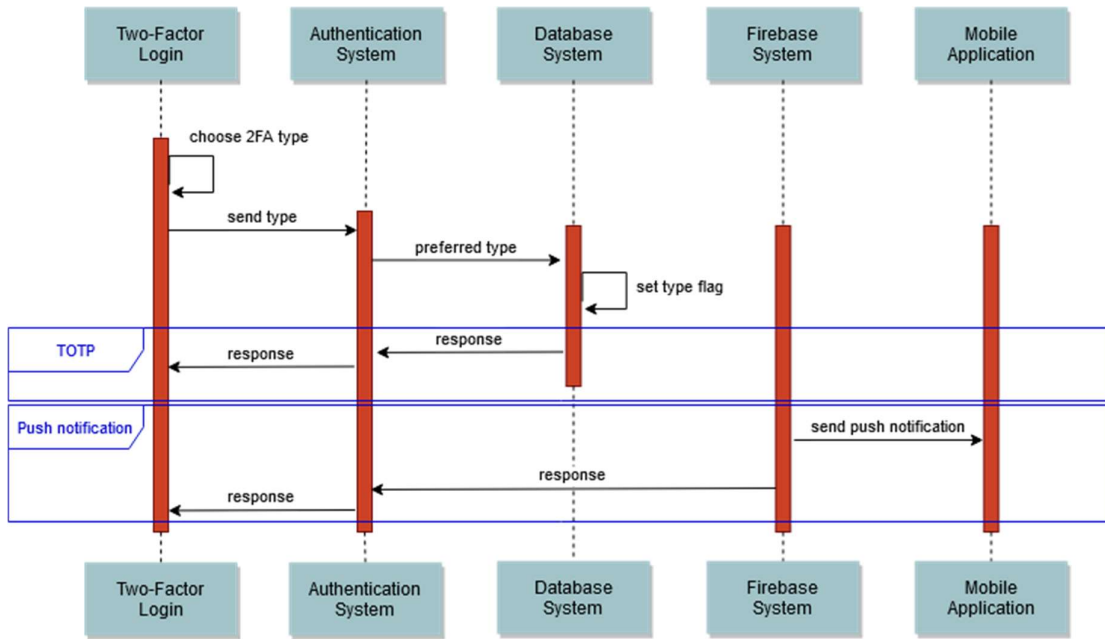 Two-Factor
Login
Authentication
System
Database
System
Firebase
System
Mobile
Application
choose 2FA type
send type
preferred type
set type flag
TOTP
response
response
Push notification
send push notification
response
response
Two-Factor
Login
Authentication
System
Database
System
Firebase
System
Mobile
Application